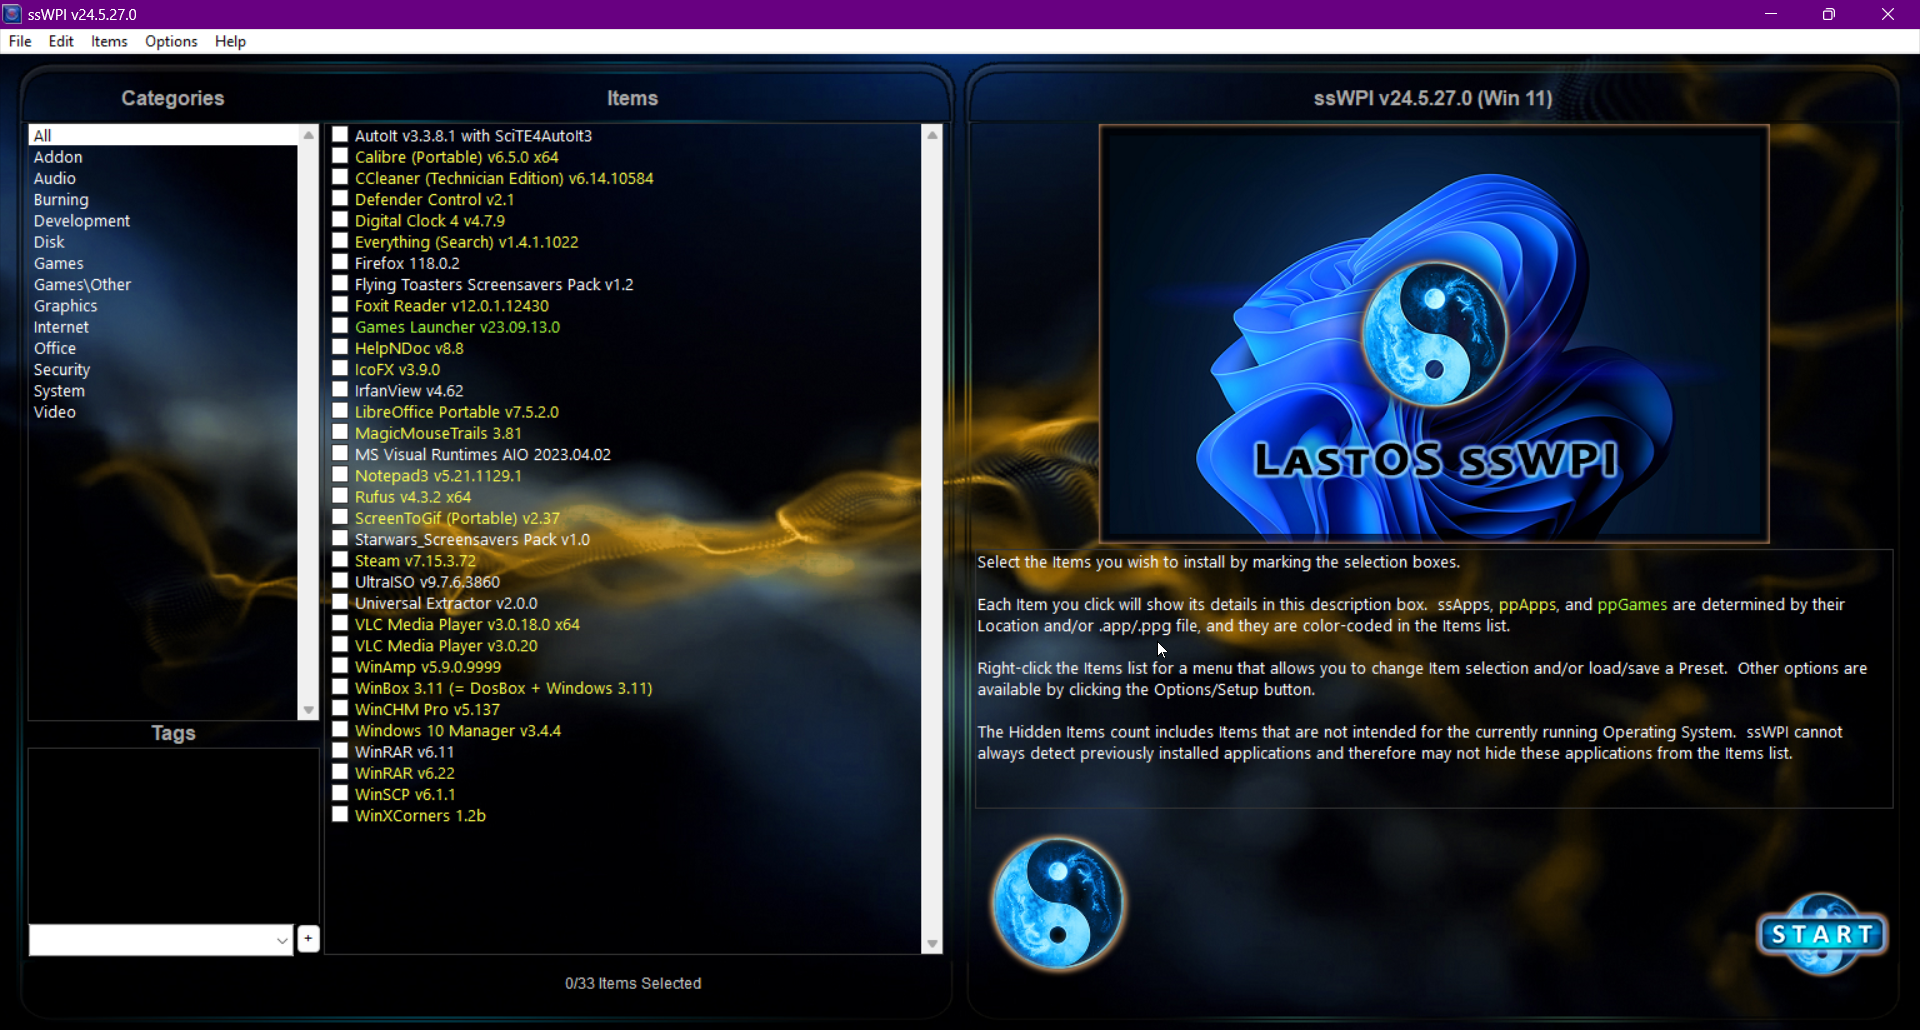 ssWPI v24.5.27.0
File Edit Items Options Help
Categories
Items
ssWPI v24.5.27.0 (Win 11)
All
Addon
Audio
Burning
Development
Disk
Games
Games\Other
Graphics
Internet
Office
Security
System
Video
Tags
+
AutoIt v3.3.8.1 with SciTE4AutoIt3
Calibre (Portable) v6.5.0 x64
CCleaner (Technician Edition) v6.14.10584
Defender Control v2.1
Digital Clock 4 v4.7.9
Everything (Search) v1.4.1.1022
Firefox 118.0.2
Flying Toasters Screensavers Pack v1.2
Foxit Reader v12.0.1.12430
Games Launcher v23.09.13.0
HelpNDoc v8.8
IcoFX v3.9.0
IrfanView v4.62
LibreOffice Portable v7.5.2.0
MagicMouseTrails 3.81
MS Visual Runtimes AIO 2023.04.02
Notepad3 v5.21.1129.1
Rufus v4.3.2 x64
ScreenToGif (Portable) v2.37
Starwars_Screensavers Pack v1.0
Steam v7.15.3.72
UltraISO v9.7.6.3860
Universal Extractor v2.0.0
VLC Media Player v3.0.18.0 x64
VLC Media Player v3.0.20
WinAmp v5.9.0.9999
WinBox 3.11 (= DosBox + Windows 3.11)
WinCHM Pro v5.137
Windows 10 Manager v3.4.4
WinRAR v6.11
WinRAR v6.22
WinSCP v6.1.1
WinXCorners 1.2b
0/33 Items Selected
LASTOS SSWPI
Select the Items you wish to install by marking the selection boxes.
Each Item you click will show its details in this description box.  ssApps, ppApps, and ppGames are determined by their
Location and/or .app/.ppg file, and they are color-coded in the Items list.
Right-click the Items list for a menu that allows you to change Item selection and/or load/save a Preset.  Other options are
available by clicking the Options/Setup button.
The Hidden Items count includes Items that are not intended for the currently running Operating System.  ssWPI cannot
always detect previously installed applications and therefore may not hide these applications from the Items list.
START